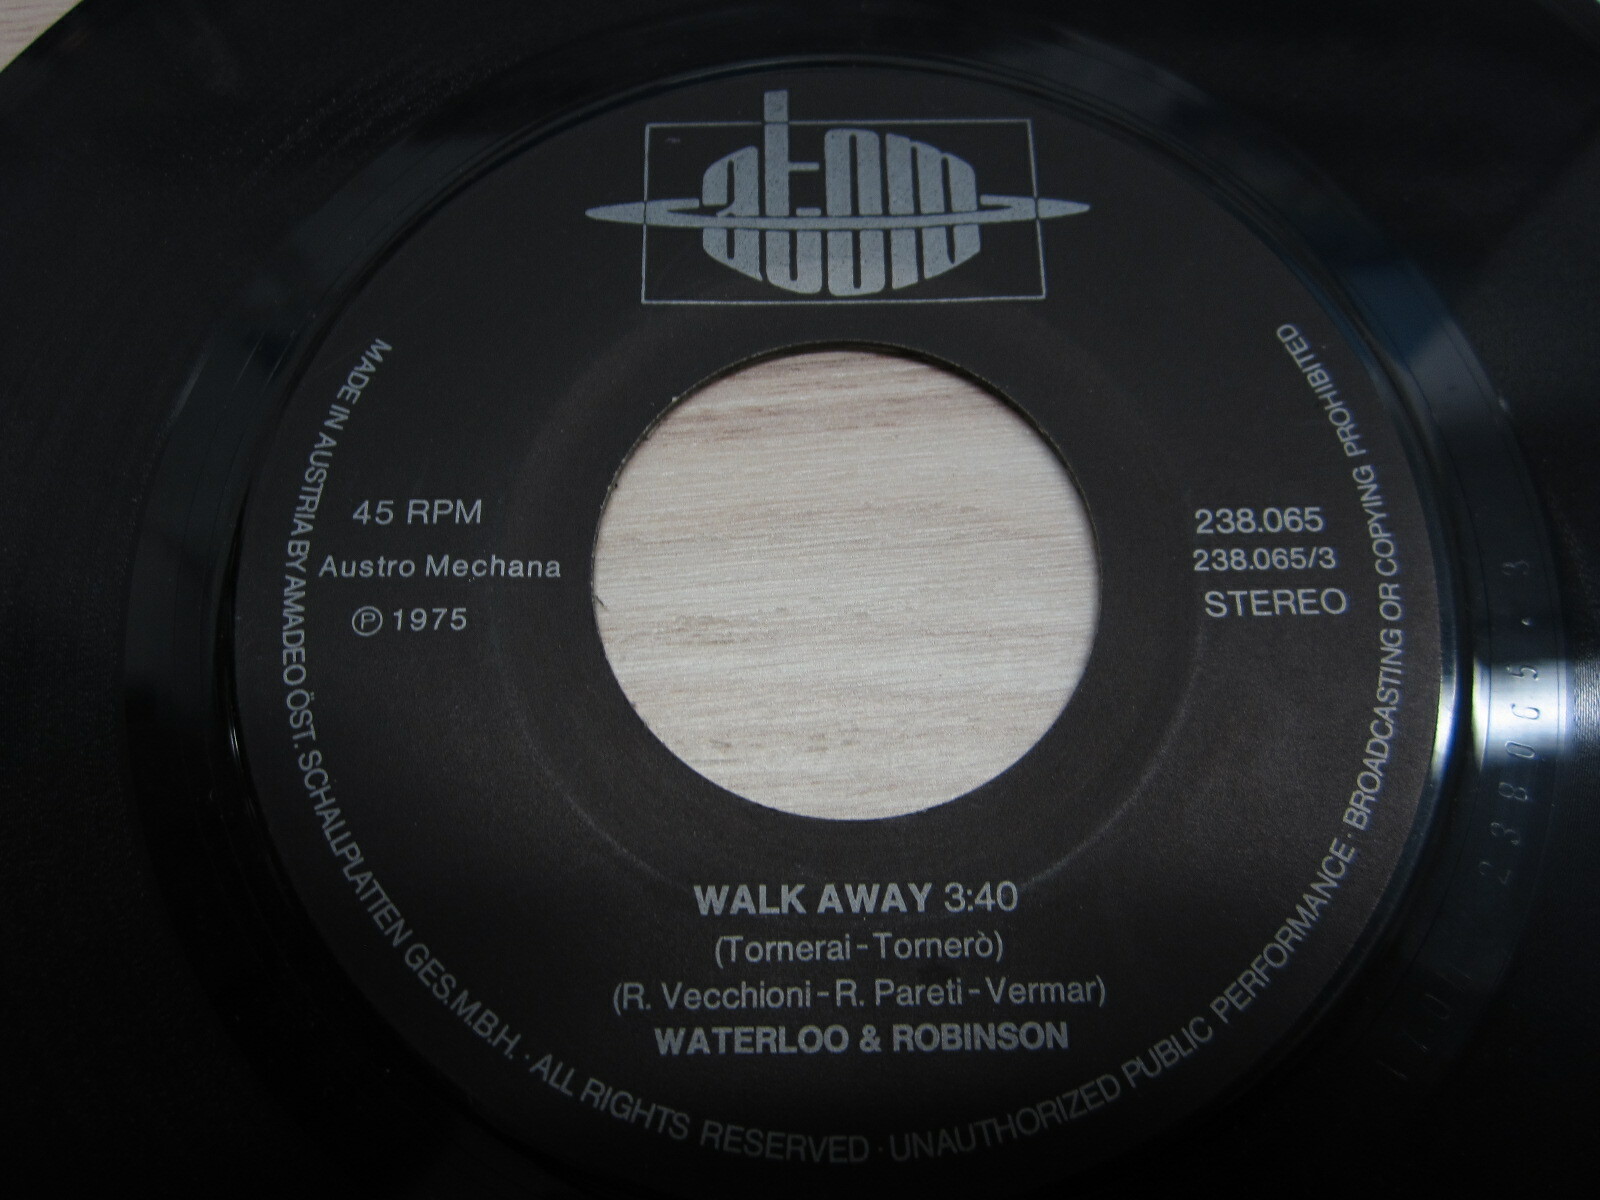 atom
MADE IN AUSTRIA BY AMADEO ÖST. SCHALLPLATTEN GES.M.B.H. · ALL RIGHTS RESERVED · UNAUTHORIZED PUBLIC PERFORMANCE · BROADCASTING OR COPYING PROHIBITED
45 RPM
Austro Mechana
Ⓟ 1975
238.065
238.065/3
STEREO
WALK AWAY 3:40
(Tornerai-Tornerò)
(R. Vecchioni-R. Pareti-Vermar)
WATERLOO & ROBINSON